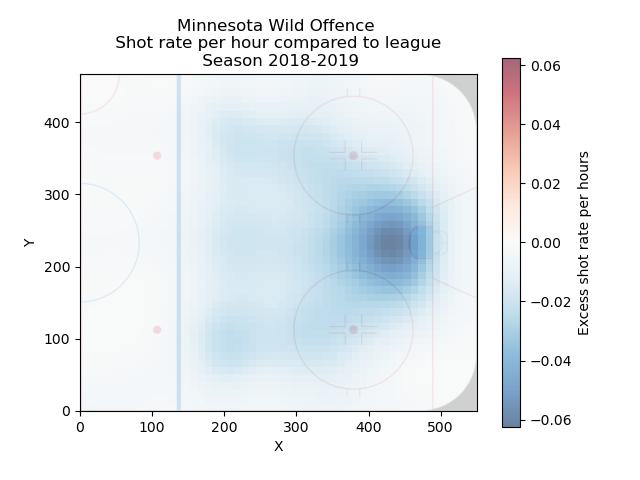 Minnesota Wild Offence
Shot rate per hour compared to league
Season 2018-2019
Y
400
300
200
100
0
0 100 200 300 400 500
X
0.06
0.04
0.02
0.00
−0.02
−0.04
−0.06
Excess shot rate per hours